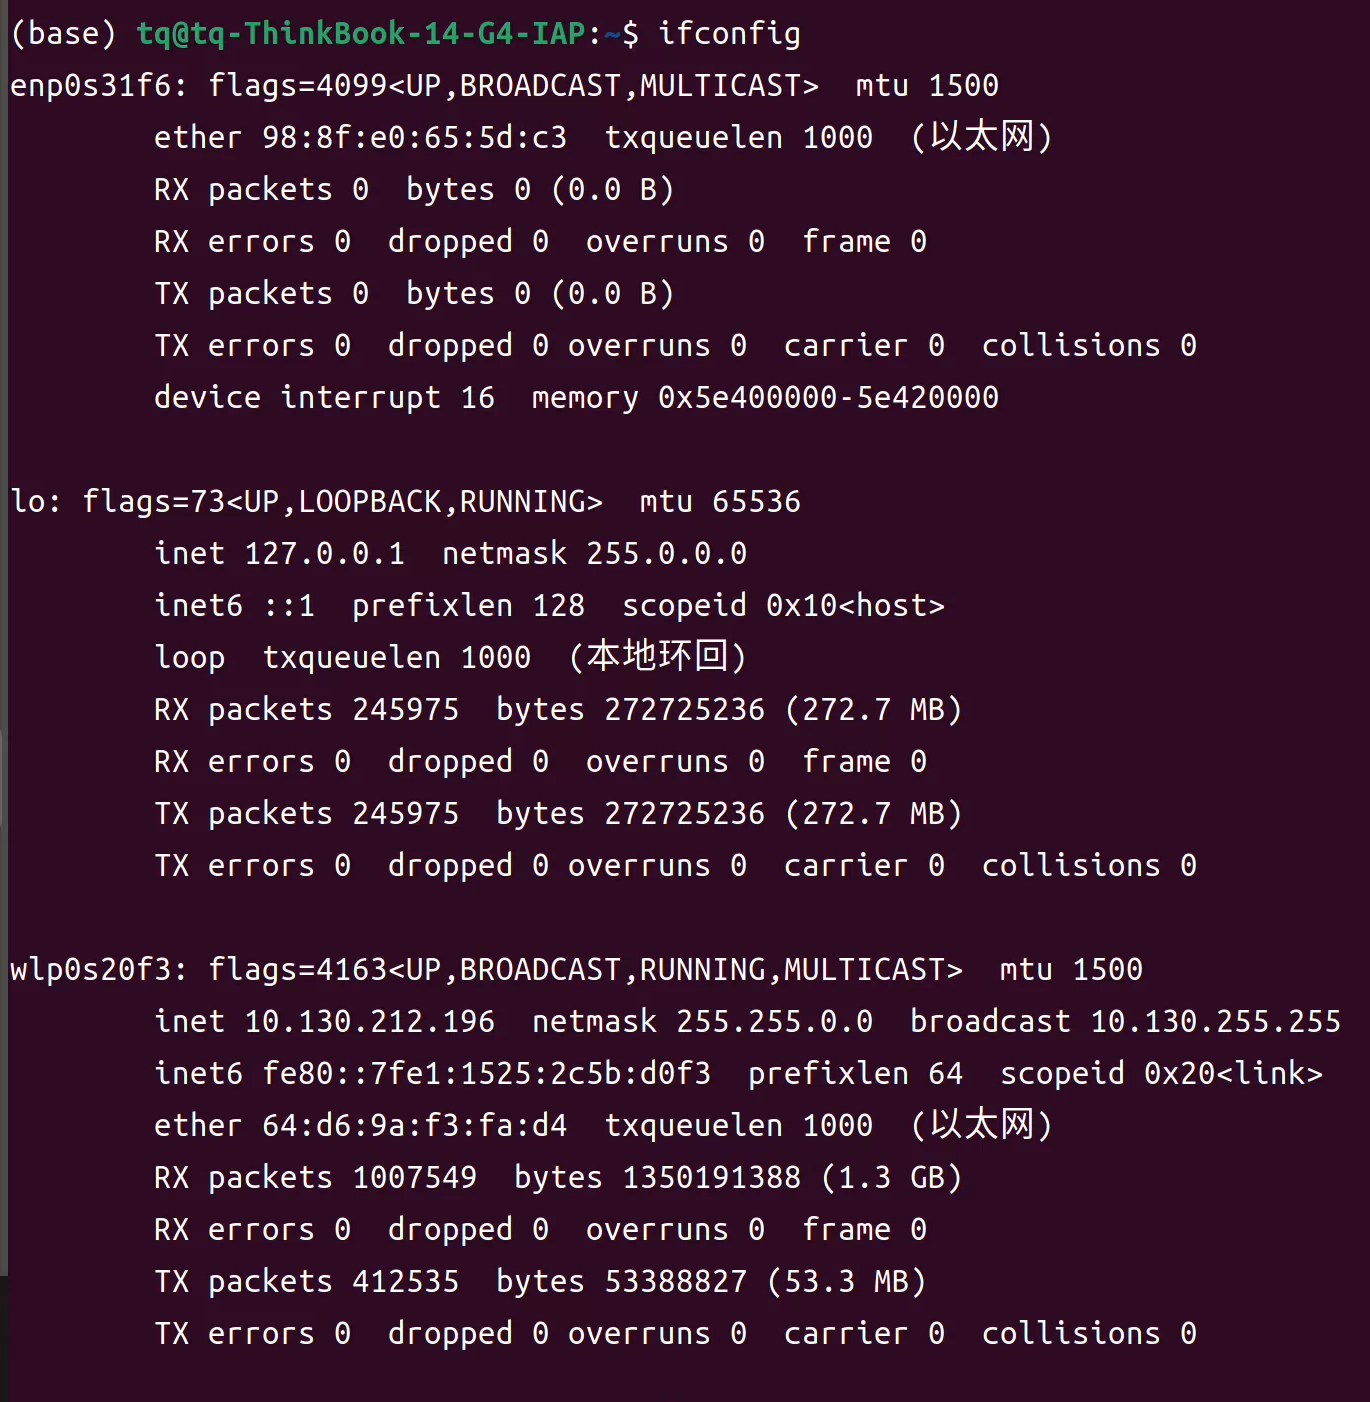 (base) tq@tq-ThinkBook-14-G4-IAP:~$ ifconfig
enp0s31f6: flags=4099<UP,BROADCAST,MULTICAST>  mtu 1500
        ether 98:8f:e0:65:5d:c3  txqueuelen 1000  (以太网)
        RX packets 0  bytes 0 (0.0 B)
        RX errors 0  dropped 0  overruns 0  frame 0
        TX packets 0  bytes 0 (0.0 B)
        TX errors 0  dropped 0 overruns 0  carrier 0  collisions 0
        device interrupt 16  memory 0x5e400000-5e420000

lo: flags=73<UP,LOOPBACK,RUNNING>  mtu 65536
        inet 127.0.0.1  netmask 255.0.0.0
        inet6 ::1  prefixlen 128  scopeid 0x10<host>
        loop  txqueuelen 1000  (本地环回)
        RX packets 245975  bytes 272725236 (272.7 MB)
        RX errors 0  dropped 0  overruns 0  frame 0
        TX packets 245975  bytes 272725236 (272.7 MB)
        TX errors 0  dropped 0 overruns 0  carrier 0  collisions 0

wlp0s20f3: flags=4163<UP,BROADCAST,RUNNING,MULTICAST>  mtu 1500
        inet 10.130.212.196  netmask 255.255.0.0  broadcast 10.130.255.255
        inet6 fe80::7fe1:1525:2c5b:d0f3  prefixlen 64  scopeid 0x20<link>
        ether 64:d6:9a:f3:fa:d4  txqueuelen 1000  (以太网)
        RX packets 1007549  bytes 1350191388 (1.3 GB)
        RX errors 0  dropped 0  overruns 0  frame 0
        TX packets 412535  bytes 53388827 (53.3 MB)
        TX errors 0  dropped 0 overruns 0  carrier 0  collisions 0